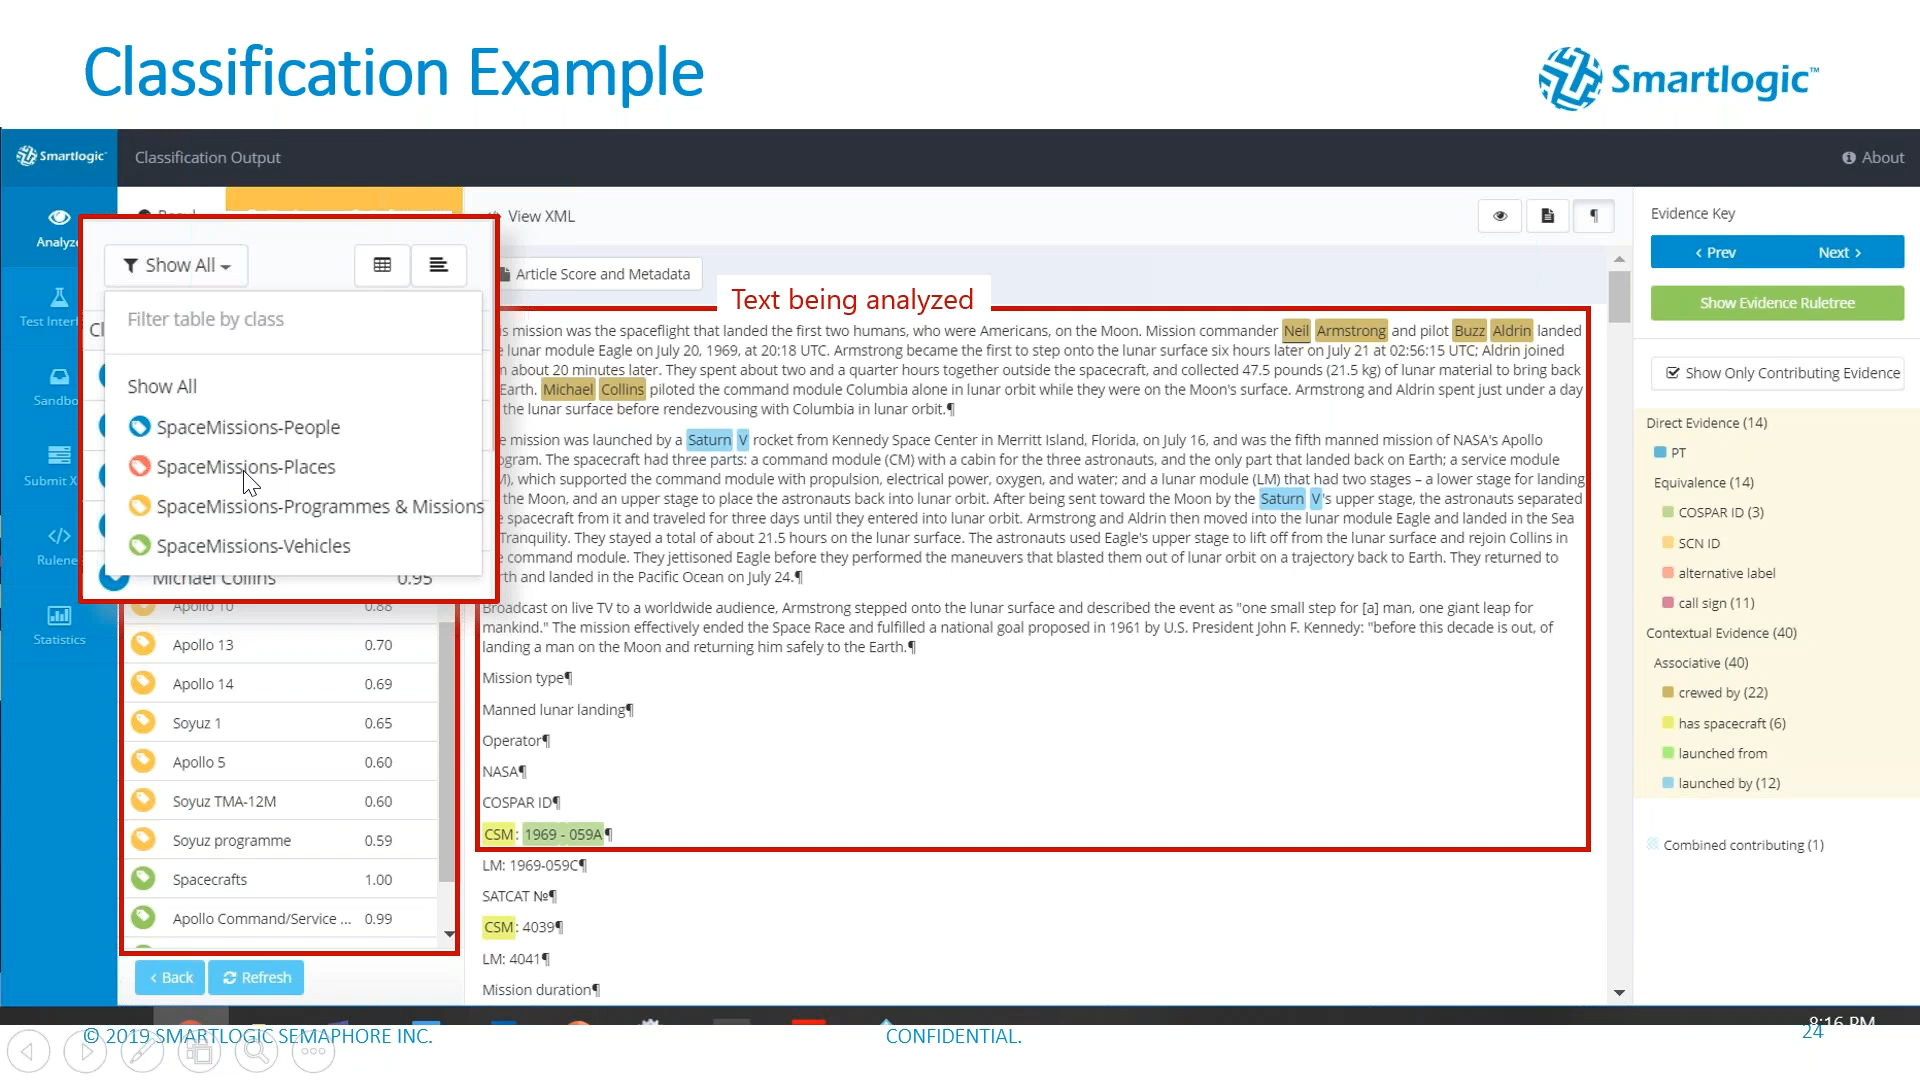 Classification Example
Smartlogic™
Smartlogic
Classification Output
About
Analyze
Test Interf
Sandbo
Submit X
Rulene
Statistics
View XML
Show All
Filter table by class
Show All
SpaceMissions-People
SpaceMissions-Places
SpaceMissions-Programmes & Missions
SpaceMissions-Vehicles
Michael Collins 0.95
Apollo 10 0.88
Apollo 13 0.70
Apollo 14 0.69
Soyuz 1 0.65
Apollo 5 0.60
Soyuz TMA-12M 0.60
Soyuz programme 0.59
Spacecrafts 1.00
Apollo Command/Service ... 0.99
Back
Refresh
Article Score and Metadata
Text being analyzed
is mission was the spaceflight that landed the first two humans, who were Americans, on the Moon. Mission commander Neil Armstrong and pilot Buzz Aldrin landed
lunar module Eagle on July 20, 1969, at 20:18 UTC. Armstrong became the first to step onto the lunar surface six hours later on July 21 at 02:56:15 UTC; Aldrin joined
about 20 minutes later. They spent about two and a quarter hours together outside the spacecraft, and collected 47.5 pounds (21.5 kg) of lunar material to bring back
Earth. Michael Collins piloted the command module Columbia alone in lunar orbit while they were on the Moon's surface. Armstrong and Aldrin spent just under a day
the lunar surface before rendezvousing with Columbia in lunar orbit.¶
e mission was launched by a Saturn V rocket from Kennedy Space Center in Merritt Island, Florida, on July 16, and was the fifth manned mission of NASA's Apollo
ogram. The spacecraft had three parts: a command module (CM) with a cabin for the three astronauts, and the only part that landed back on Earth; a service module
), which supported the command module with propulsion, electrical power, oxygen, and water; and a lunar module (LM) that had two stages – a lower stage for landing
the Moon, and an upper stage to place the astronauts back into lunar orbit. After being sent toward the Moon by the Saturn V's upper stage, the astronauts separated
e spacecraft from it and traveled for three days until they entered into lunar orbit. Armstrong and Aldrin then moved into the lunar module Eagle and landed in the Sea
Tranquility. They stayed a total of about 21.5 hours on the lunar surface. The astronauts used Eagle's upper stage to lift off from the lunar surface and rejoin Collins in
e command module. They jettisoned Eagle before they performed the maneuvers that blasted them out of lunar orbit on a trajectory back to Earth. They returned to
rth and landed in the Pacific Ocean on July 24.¶
Broadcast on live TV to a worldwide audience, Armstrong stepped onto the lunar surface and described the event as "one small step for [a] man, one giant leap for
mankind." The mission effectively ended the Space Race and fulfilled a national goal proposed in 1961 by U.S. President John F. Kennedy: "before this decade is out, of
landing a man on the Moon and returning him safely to the Earth.¶
Mission type¶
Manned lunar landing¶
Operator¶
NASA¶
COSPAR ID¶
CSM: 1969 - 059A¶
LM: 1969-059C¶
SATCAT №¶
CSM: 4039¶
LM: 4041¶
Mission duration¶
Evidence Key
Prev
Next
Show Evidence Ruletree
Show Only Contributing Evidence
Direct Evidence (14)
PT
Equivalence (14)
COSPAR ID (3)
SCN ID
alternative label
call sign (11)
Contextual Evidence (40)
Associative (40)
crewed by (22)
has spacecraft (6)
launched from
launched by (12)
Combined contributing (1)
8:16 PM
© 2019 SMARTLOGIC SEMAPHORE INC.
CONFIDENTIAL.
24